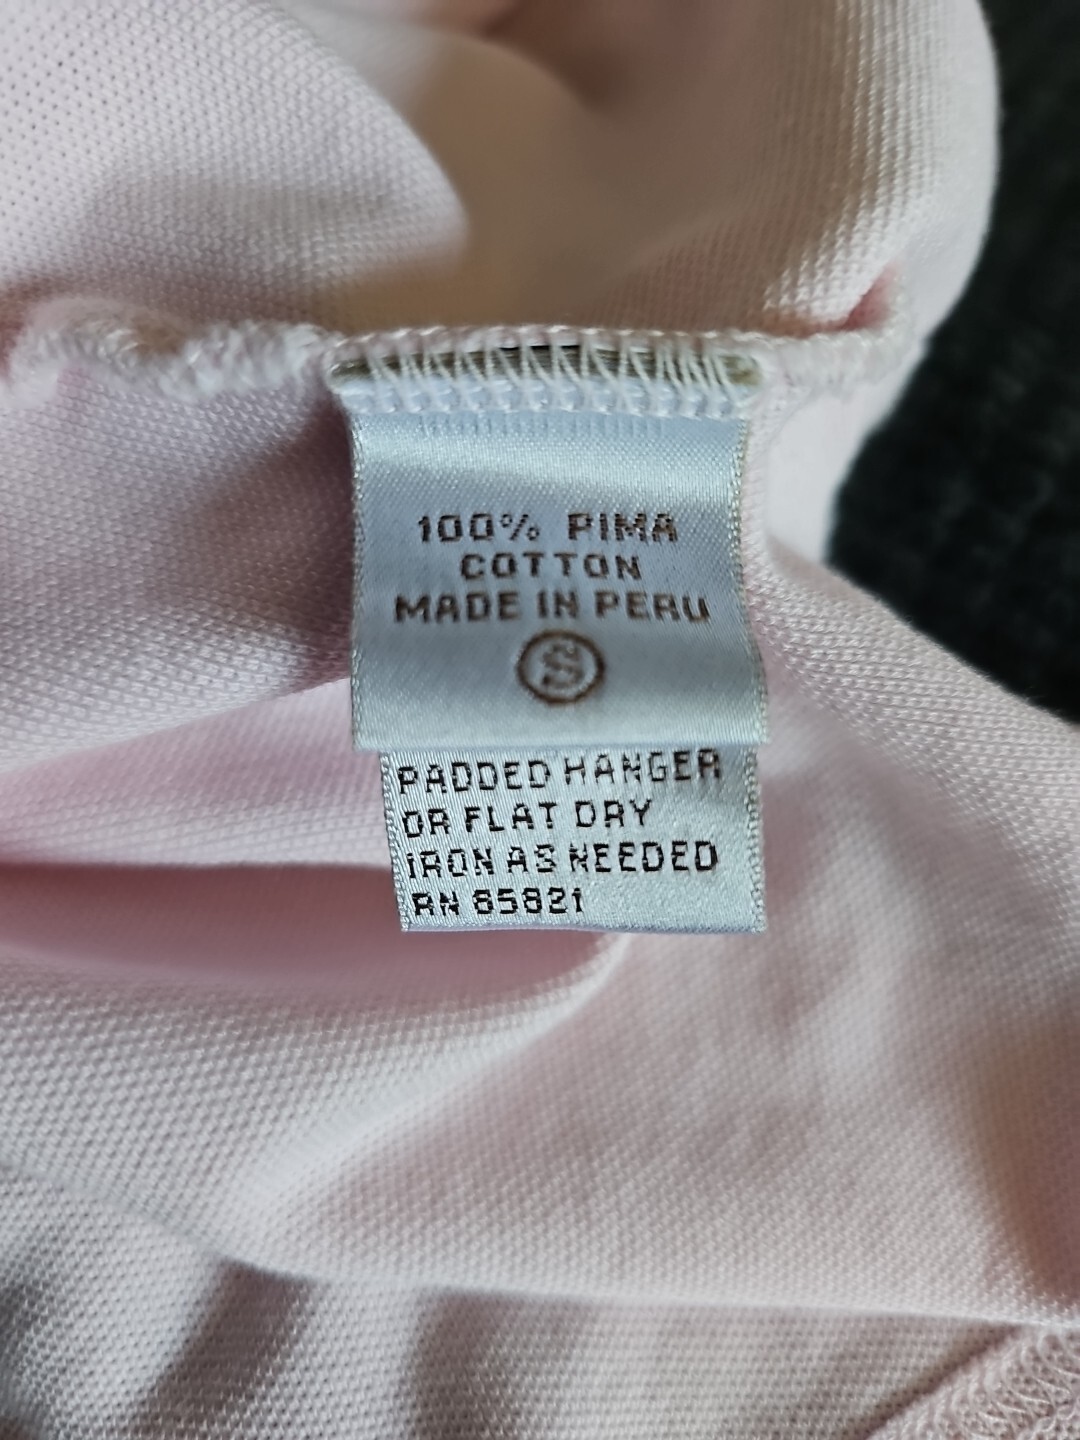 100% PIMA
COTTON
MADE IN PERU
S
PADDED HANGER
OR FLAT DRY
IRON AS NEEDED
RN 85821